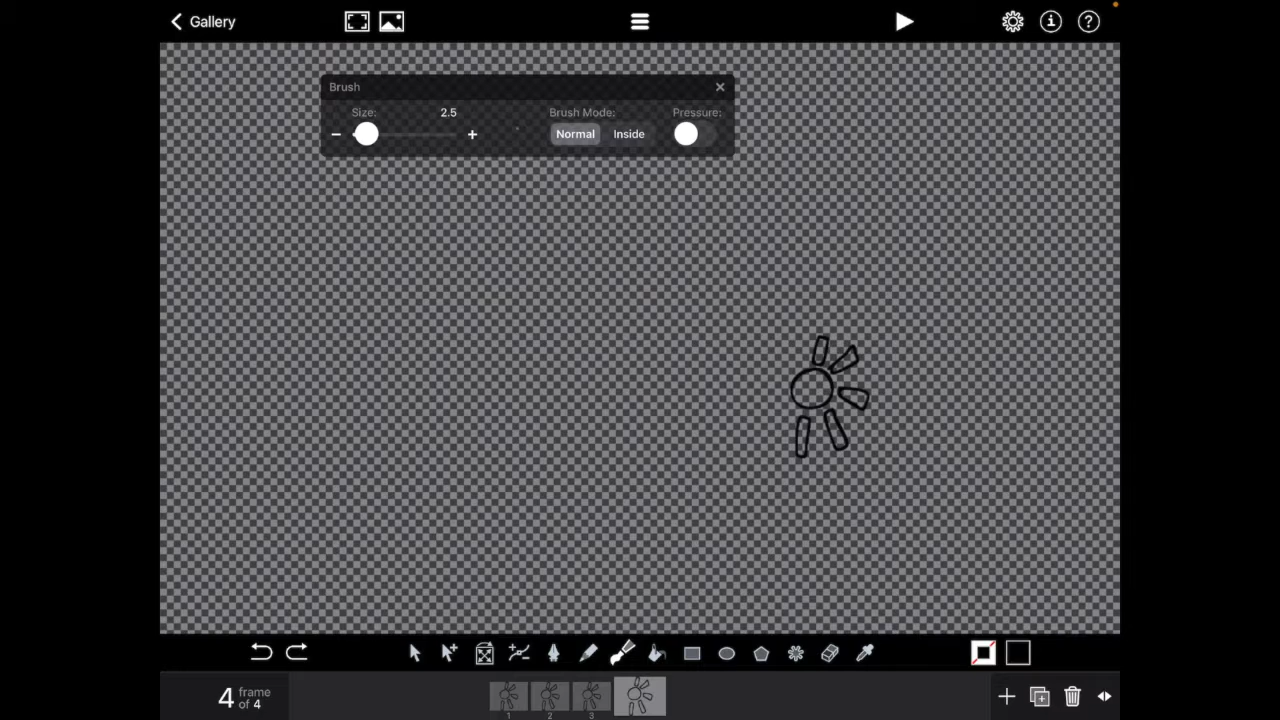 Gallery
Brush
Size: 2.5 Brush Mode: Pressure:
Normal Inside
4 frame of 4
1 2 3